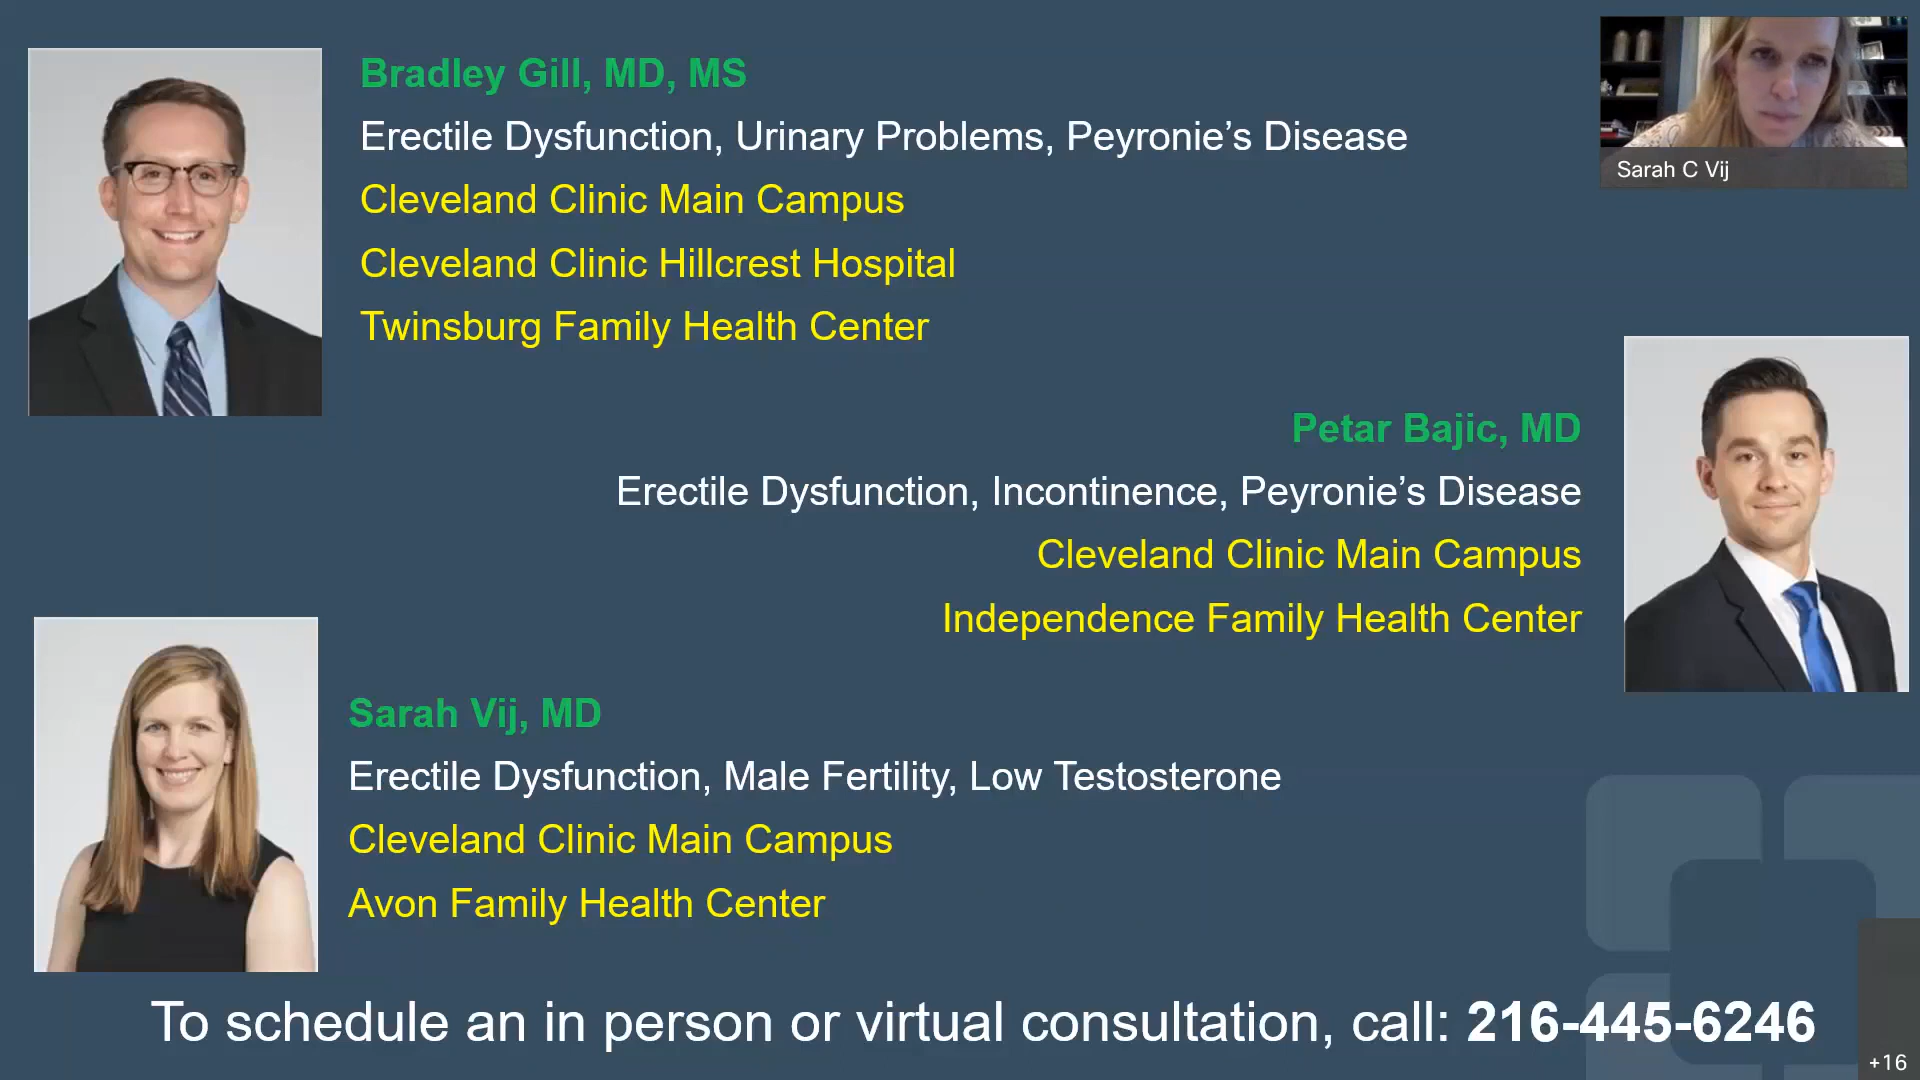 Bradley Gill, MD, MS
Erectile Dysfunction, Urinary Problems, Peyronie’s Disease
Cleveland Clinic Main Campus
Cleveland Clinic Hillcrest Hospital
Twinsburg Family Health Center
Sarah C Vij
Petar Bajic, MD
Erectile Dysfunction, Incontinence, Peyronie’s Disease
Cleveland Clinic Main Campus
Independence Family Health Center
Sarah Vij, MD
Erectile Dysfunction, Male Fertility, Low Testosterone
Cleveland Clinic Main Campus
Avon Family Health Center
To schedule an in person or virtual consultation, call: 216-445-6246
+16